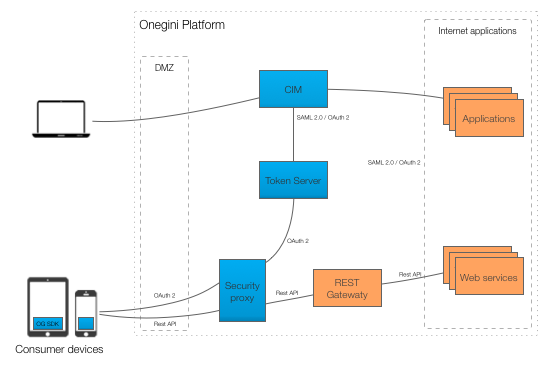 Onegini Platform
Internet applications
DMZ
CIM
Applications
SAML 2.0 / OAuth 2
SAML 2.0 / OAuth 2
Token Server
OAuth 2
Security
proxy
REST
Gatewaty
Rest API
Web services
Rest API
OAuth 2
Rest API
OG SDK
Consumer devices